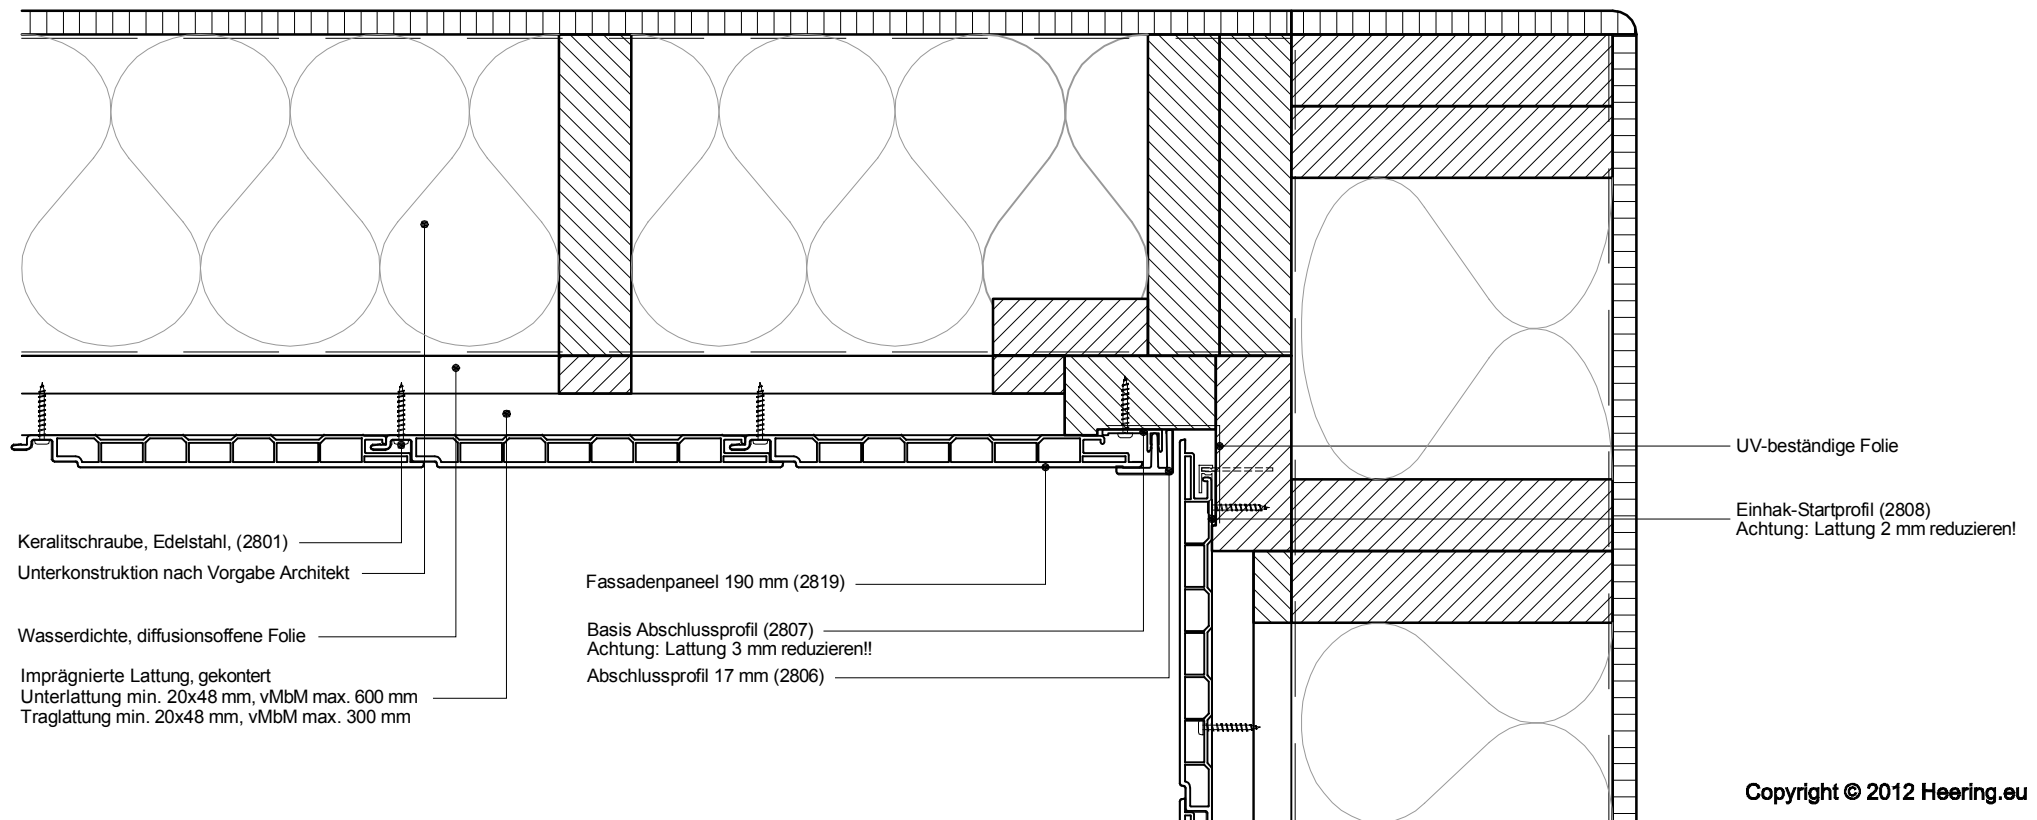 UV-beständige Folie
Einhak-Startprofil (2808)
Achtung: Lattung 2 mm reduzieren!
Keralitschraube, Edelstahl, (2801)
Unterkonstruktion nach Vorgabe Architekt
Wasserdichte, diffusionsoffene Folie
Imprägnierte Lattung, gekontert
Unterlattung min. 20x48 mm, vMbM max. 600 mm
Traglattung min. 20x48 mm, vMbM max. 300 mm
Fassadenpaneel 190 mm (2819)
Basis Abschlussprofil (2807)
Achtung: Lattung 3 mm reduzieren!!
Abschlussprofil 17 mm (2806)
Copyright © 2012 Heering.eu